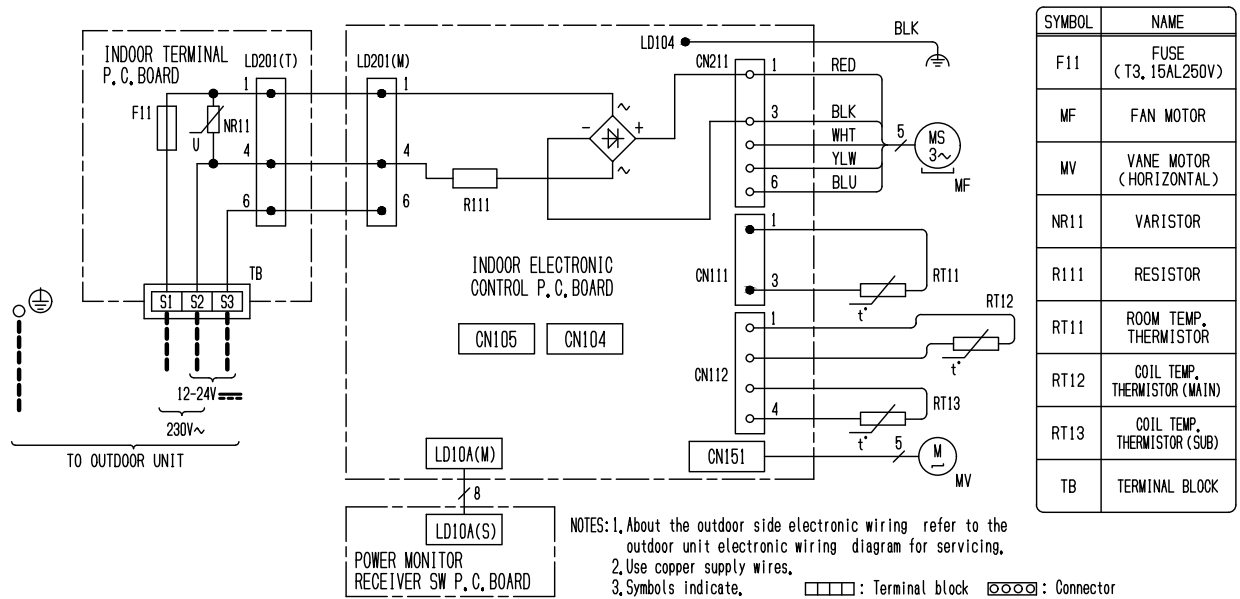 INDOOR TERMINAL
P.C.BOARD
LD201(T)
LD201(M)
F11
NR11
U
1
4
6
1
4
6
R111
~
−
+
~
LD104
BLK
CN211
1
3
6
RED
BLK
WHT
YLW
BLU
5
MS
3~
MF
CN111
1
3
RT11
t°
RT12
t°
CN112
1
4
RT13
t°
CN151
5
M
MV
INDOOR ELECTRONIC
CONTROL P.C.BOARD
CN105
CN104
TB
S1
S2
S3
12-24V
230V~
TO OUTDOOR UNIT
LD10A(M)
8
LD10A(S)
POWER MONITOR
RECEIVER SW P.C.BOARD
NOTES:1.About the outdoor side electronic wiring refer to the
outdoor unit electronic wiring diagram for servicing.
2.Use copper supply wires.
3.Symbols indicate. : Terminal block : Connector
SYMBOL NAME
F11 FUSE
(T3.15AL250V)
MF FAN MOTOR
MV VANE MOTOR
(HORIZONTAL)
NR11 VARISTOR
R111 RESISTOR
RT11 ROOM TEMP.
THERMISTOR
RT12 COIL TEMP.
THERMISTOR(MAIN)
RT13 COIL TEMP.
THERMISTOR(SUB)
TB TERMINAL BLOCK